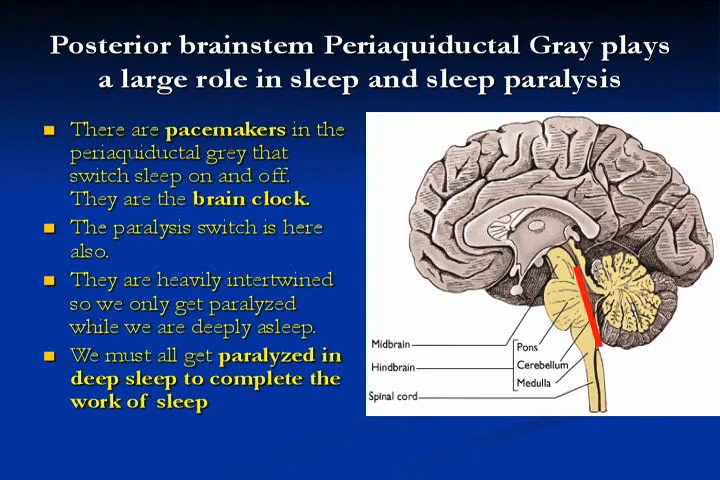 Posterior brainstem Periaquiductal Gray plays
a large role in sleep and sleep paralysis
There are pacemakers in the
periaquiductal grey that
switch sleep on and off.
They are the brain clock.
The paralysis switch is here
also.
They are heavily intertwined
so we only get paralyzed
while we are deeply asleep.
We must all get paralyzed in
deep sleep to complete the
work of sleep
Midbrain
Hindbrain
Pons
Cerebellum
Medulla
Spinal cord